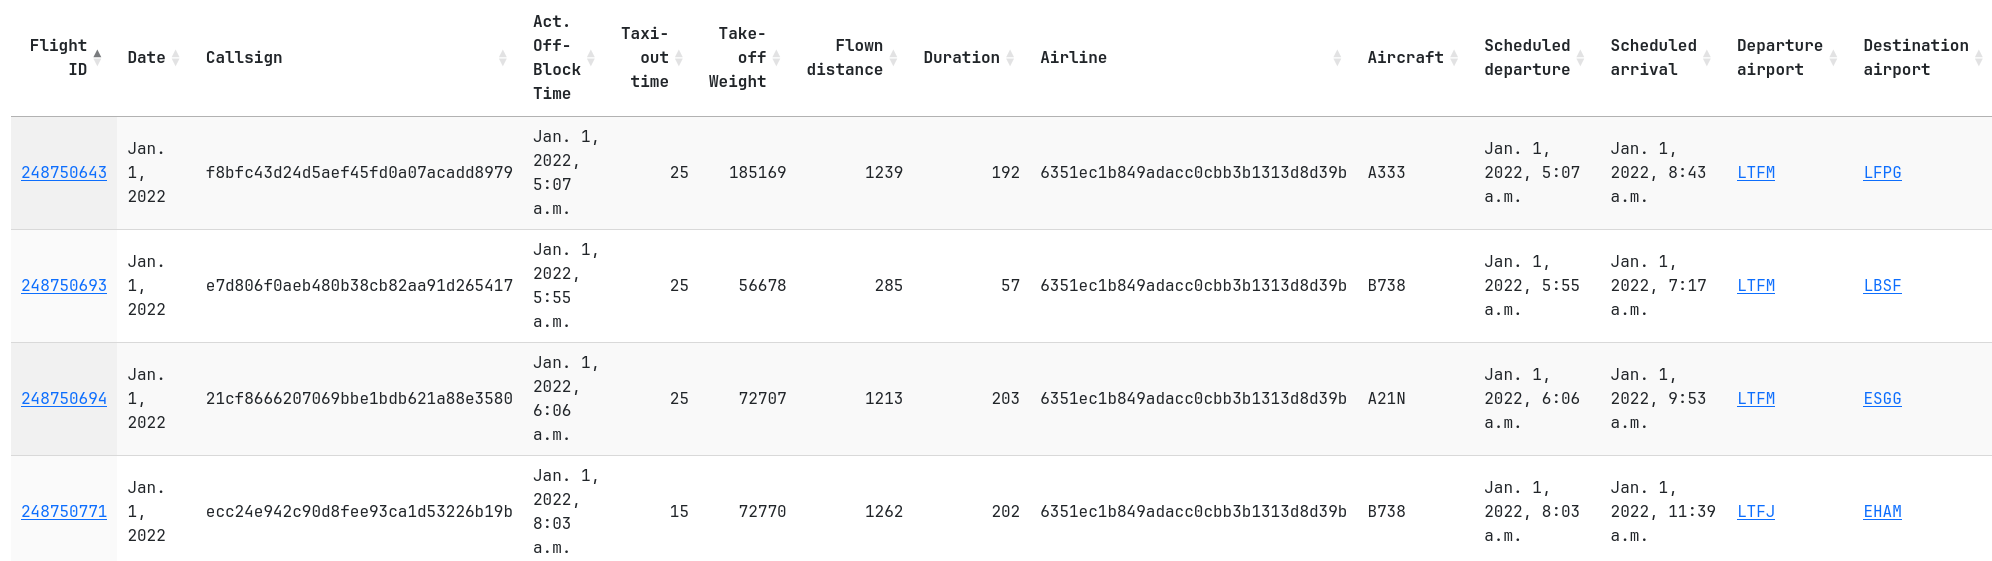 Flight ID Date Callsign Act. Off-Block Time Taxi-out time Take-off Weight Flown distance Duration Airline Aircraft Scheduled departure Scheduled arrival Departure airport Destination airport
248750643 Jan. 1, 2022 f8bfc43d24d5aef45fd0a07acadd8979 Jan. 1, 2022, 5:07 a.m. 25 185169 1239 192 6351ec1b849adacc0cbb3b1313d8d39b A333 Jan. 1, 2022, 5:07 a.m. Jan. 1, 2022, 8:43 a.m. LTFM LFPG
248750693 Jan. 1, 2022 e7d806f0aeb480b38cb82aa91d265417 Jan. 1, 2022, 5:55 a.m. 25 56678 285 57 6351ec1b849adacc0cbb3b1313d8d39b B738 Jan. 1, 2022, 5:55 a.m. Jan. 1, 2022, 7:17 a.m. LTFM LBSF
248750694 Jan. 1, 2022 21cf8666207069bbe1bdb621a88e3580 Jan. 1, 2022, 6:06 a.m. 25 72707 1213 203 6351ec1b849adacc0cbb3b1313d8d39b A21N Jan. 1, 2022, 6:06 a.m. Jan. 1, 2022, 9:53 a.m. LTFM ESGG
248750771 Jan. 1, 2022 ecc24e942c90d8fee93ca1d53226b19b Jan. 1, 2022, 8:03 a.m. 15 72770 1262 202 6351ec1b849adacc0cbb3b1313d8d39b B738 Jan. 1, 2022, 8:03 a.m. Jan. 1, 2022, 11:39 a.m. LTFJ EHAM